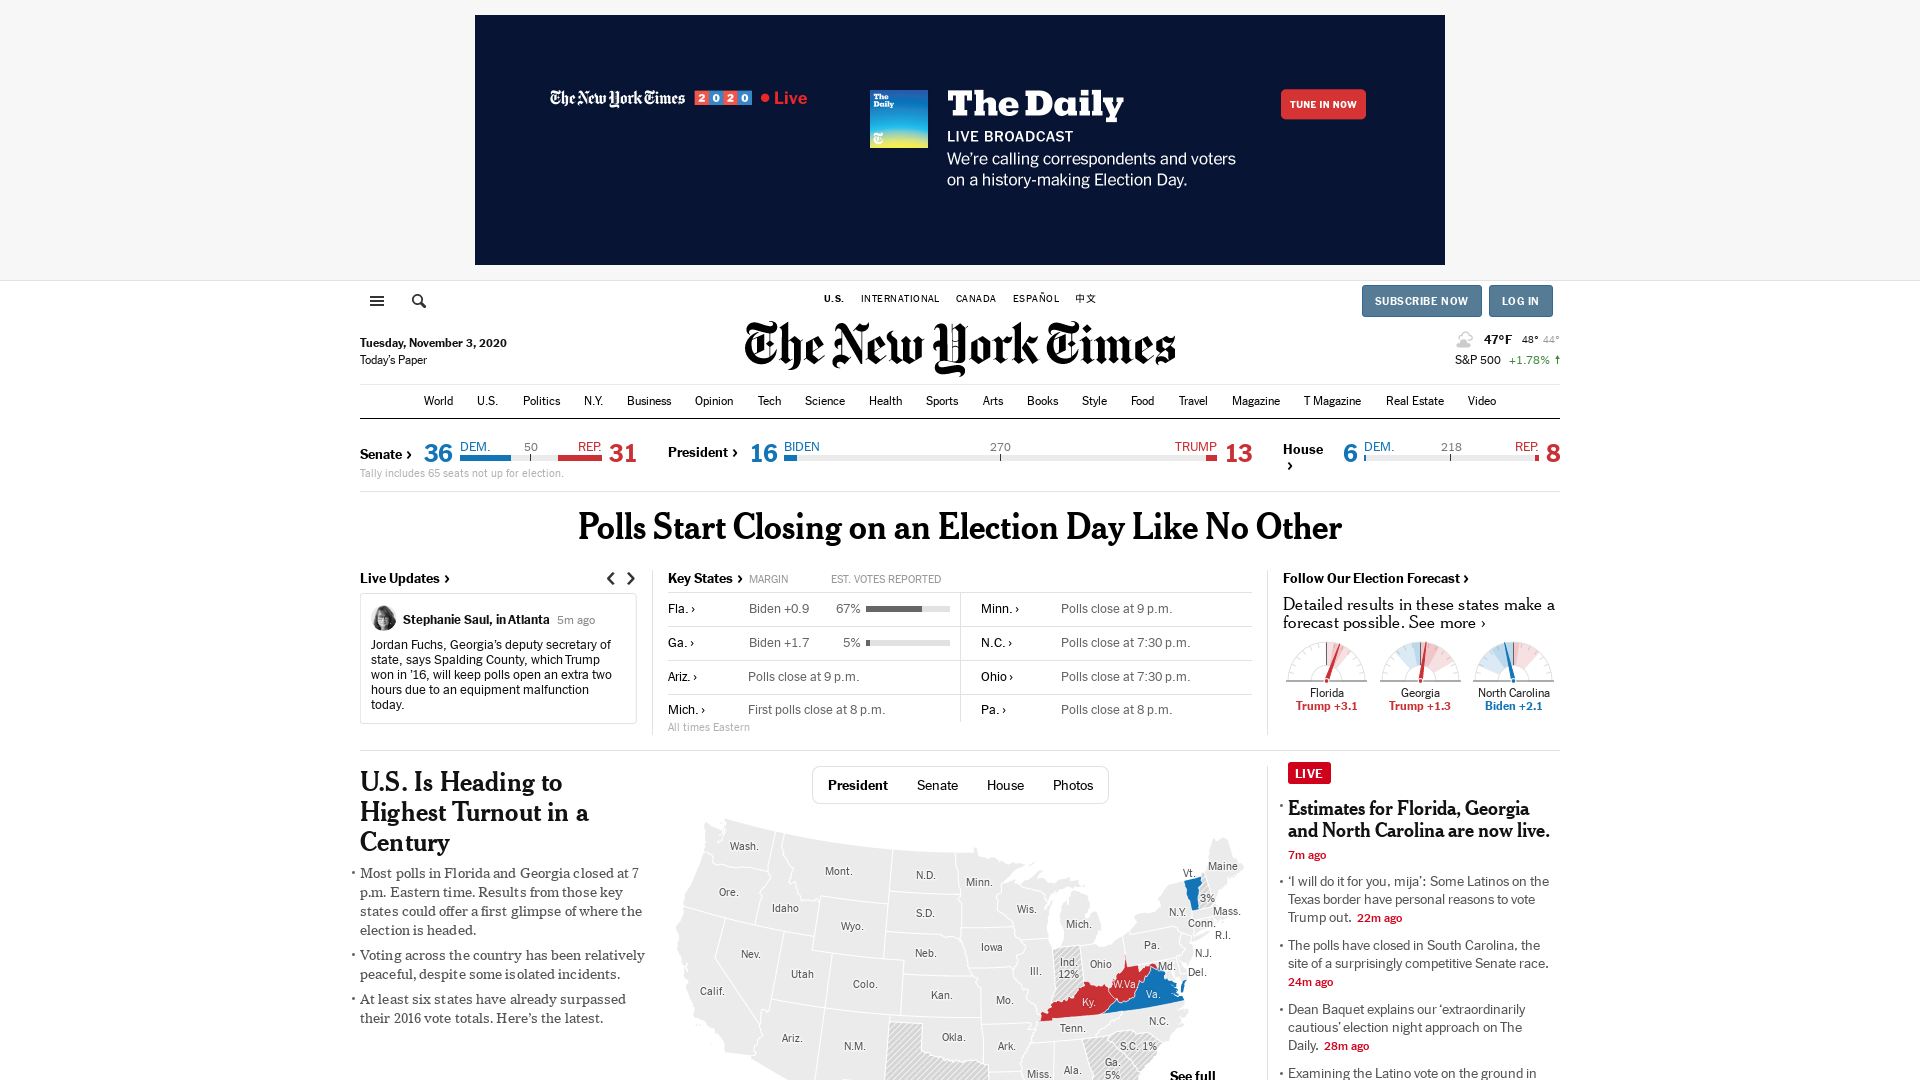 The New York Times 2020 Live
The Daily
The Daily
LIVE BROADCAST
We're calling correspondents and voters
on a history-making Election Day.
TUNE IN NOW
U.S. INTERNATIONAL CANADA ESPAÑOL 中文
SUBSCRIBE NOW LOG IN
Tuesday, November 3, 2020
Today's Paper
The New York Times
47°F 48° 44°
S&P 500 +1.78% ↑
World U.S. Politics N.Y. Business Opinion Tech Science Health Sports Arts Books Style Food Travel Magazine T Magazine Real Estate Video
Senate › 36 DEM. 50 REP. 31
Tally includes 65 seats not up for election.
President › 16 BIDEN 270 TRUMP 13
House › 6 DEM. 218 REP. 8
Polls Start Closing on an Election Day Like No Other
Live Updates ›
Stephanie Saul, in Atlanta 5m ago
Jordan Fuchs, Georgia's deputy secretary of
state, says Spalding County, which Trump
won in '16, will keep polls open an extra two
hours due to an equipment malfunction
today.
Key States › MARGIN EST. VOTES REPORTED
Fla. › Biden +0.9 67%
Ga. › Biden +1.7 5%
Ariz. › Polls close at 9 p.m.
Mich. › First polls close at 8 p.m.
Minn. › Polls close at 9 p.m.
N.C. › Polls close at 7:30 p.m.
Ohio › Polls close at 7:30 p.m.
Pa. › Polls close at 8 p.m.
All times Eastern
Follow Our Election Forecast ›
Detailed results in these states make a
forecast possible. See more ›
Florida
Trump +3.1
Georgia
Trump +1.3
North Carolina
Biden +2.1
U.S. Is Heading to
Highest Turnout in a
Century
• Most polls in Florida and Georgia closed at 7
p.m. Eastern time. Results from those key
states could offer a first glimpse of where the
election is headed.
• Voting across the country has been relatively
peaceful, despite some isolated incidents.
• At least six states have already surpassed
their 2016 vote totals. Here's the latest.
President Senate House Photos
Wash.
Mont.
N.D.
Minn.
Vt.
Maine
Ore.
Idaho
S.D.
Wis.
Mich.
N.Y.
3%
Mass.
Conn.
R.I.
Wyo.
Nev.
Neb.
Iowa
Pa.
N.J.
Utah
Colo.
Ill.
Ind.
12%
Ohio
Md.
Del.
Calif.
Kan.
Mo.
Ky.
W.Va.
Va.
Ariz.
N.M.
Okla.
Ark.
Tenn.
N.C.
S.C. 1%
Miss.
Ala.
Ga.
5%
See full
LIVE
• Estimates for Florida, Georgia
and North Carolina are now live.
7m ago
• ‘I will do it for you, mija’: Some Latinos on the
Texas border have personal reasons to vote
Trump out. 22m ago
• The polls have closed in South Carolina, the
site of a surprisingly competitive Senate race.
24m ago
• Dean Baquet explains our ‘extraordinarily
cautious’ election night approach on The
Daily. 28m ago
• Examining the Latino vote on the ground in